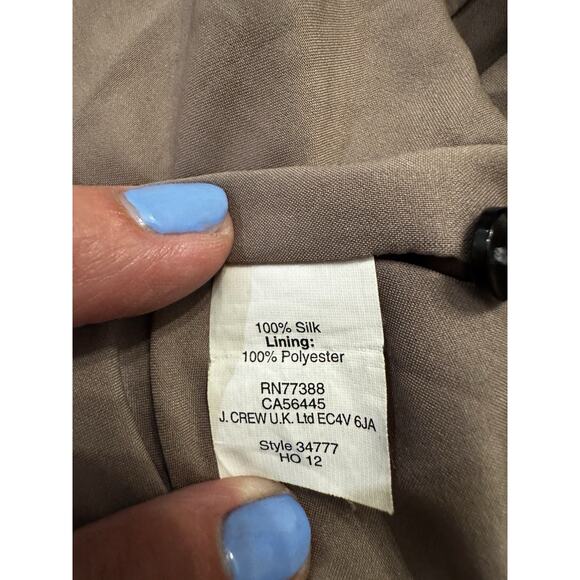 100% Silk
Lining:
100% Polyester
RN77388
CA56445
J. CREW U.K. Ltd EC4V 6JA
Style 34777
HO 12